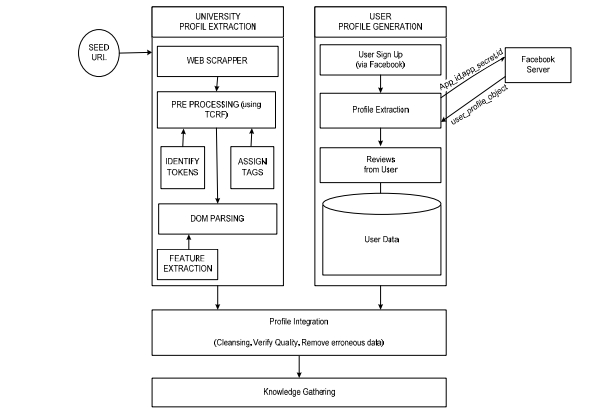 UNIVERSITY
PROFIL EXTRACTION
USER
PROFILE GENERATION
SEED
URL
WEB SCRAPPER
User Sign Up
(via Facebook)
Facebook
Server
App_id,app_secret.id
user_profile_object
PRE PROCESSING (using
TCRF)
Profile Extraction
IDENTIFY
TOKENS
ASSIGN
TAGS
Reviews
from User
DOM PARSING
User Data
FEATURE
EXTRACTION
Profile Integration
(Cleansing, Verify Quality, Remove erroneous data)
Knowledge Gathering